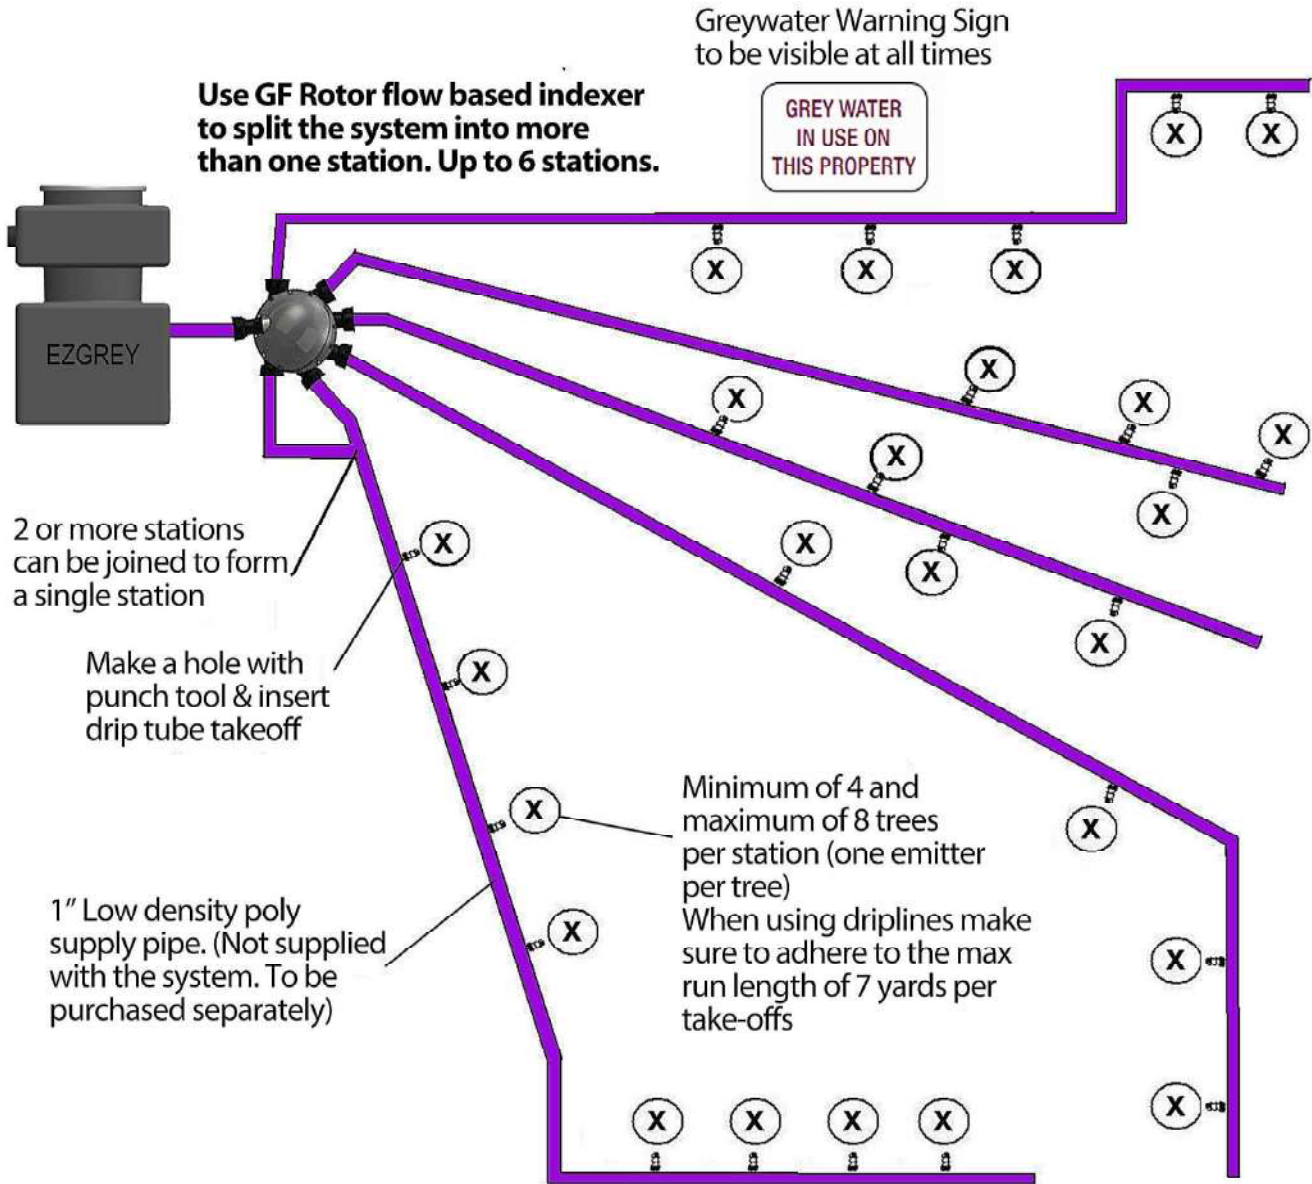 Greywater Warning Sign
to be visible at all times
Use GF Rotor flow based indexer
to split the system into more
than one station. Up to 6 stations.
GREY WATER
IN USE ON
THIS PROPERTY
X X
X X X
EZGREY
X
X
X
X
X
X
X
X
X
X
2 or more stations
can be joined to form
a single station
X
Make a hole with
punch tool & insert
drip tube takeoff
X
Minimum of 4 and
maximum of 8 trees
per station (one emitter
per tree)
When using driplines make
sure to adhere to the max
run length of 7 yards per
take-offs
X
X
1” Low density poly
supply pipe. (Not supplied
with the system. To be
purchased separately)
X
X
X
X X X X